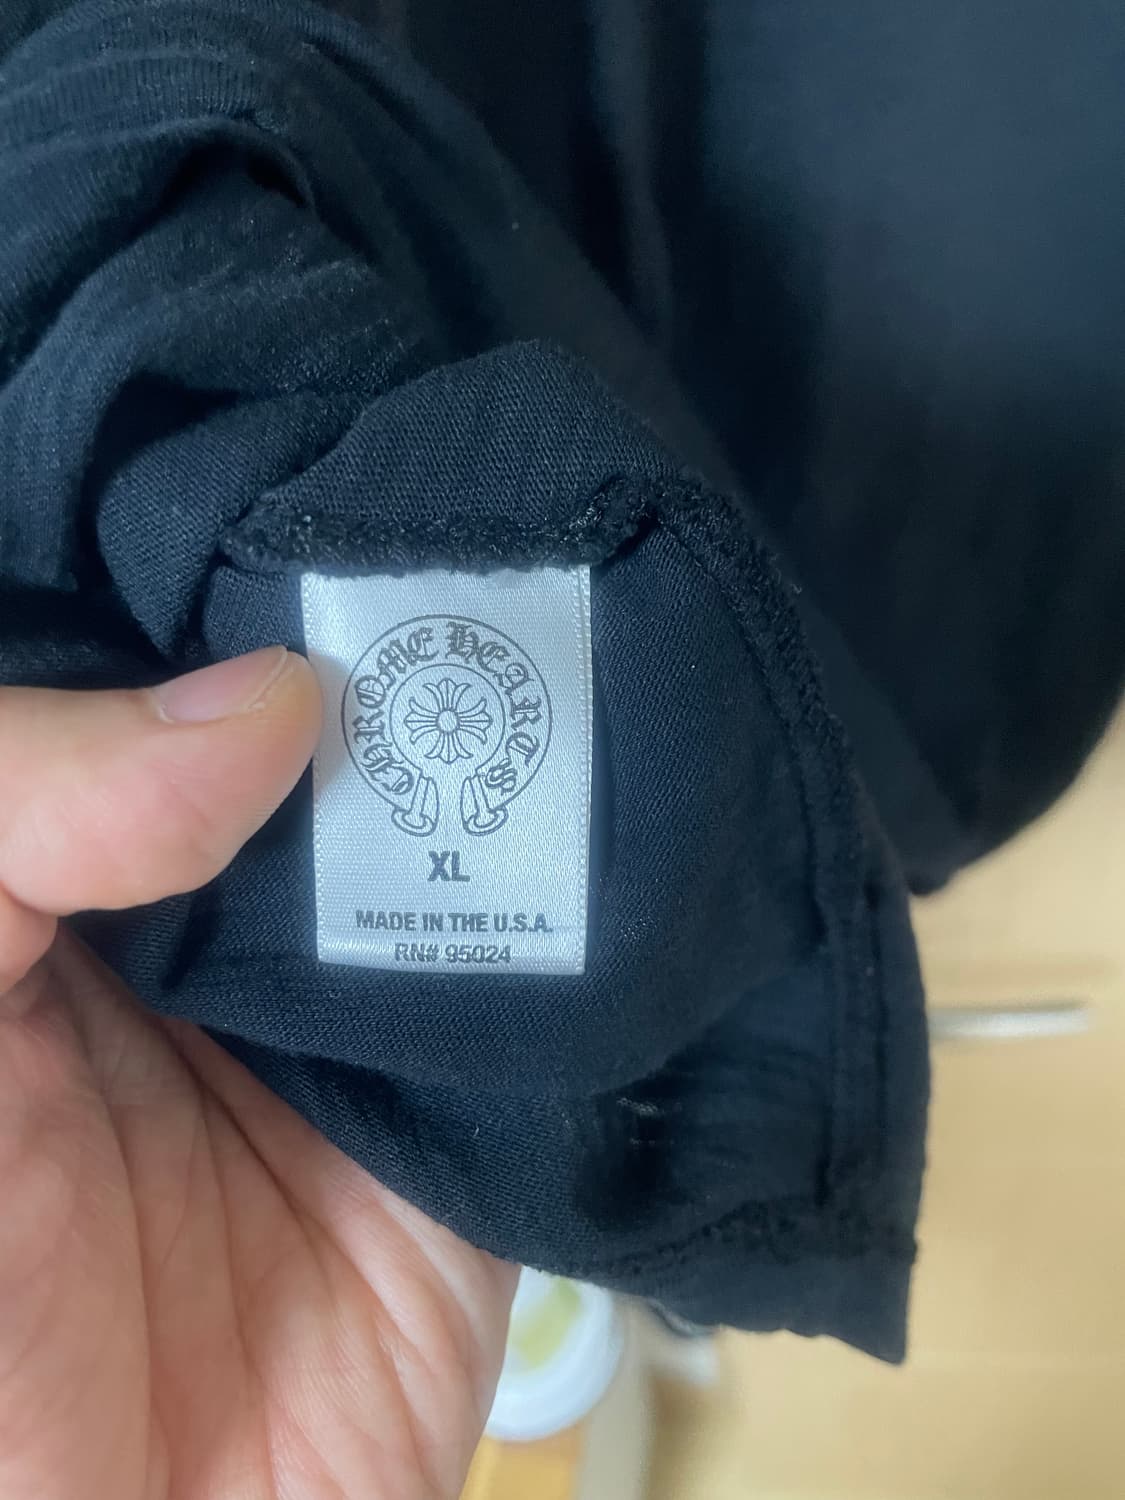 CHROME HEARTS
XL
MADE IN THE U.S.A.
RN# 95024